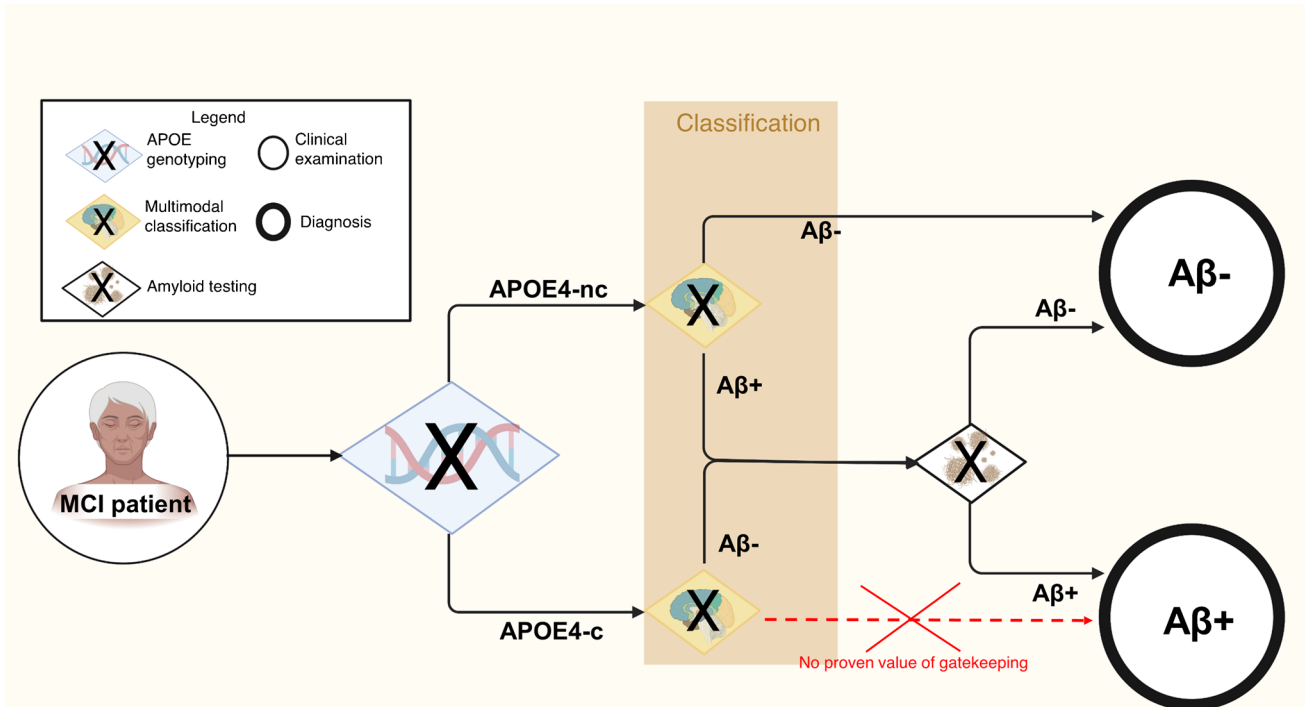 Legend
APOE
genotyping
Clinical
examination
Multimodal
classification
Diagnosis
Amyloid testing
X
X
X
Classification
Aβ-
Aβ-
Aβ-
APOE4-nc
X
Aβ+
MCI patient
X
X
Aβ-
Aβ+
APOE4-c
X
Aβ+
No proven value of gatekeeping